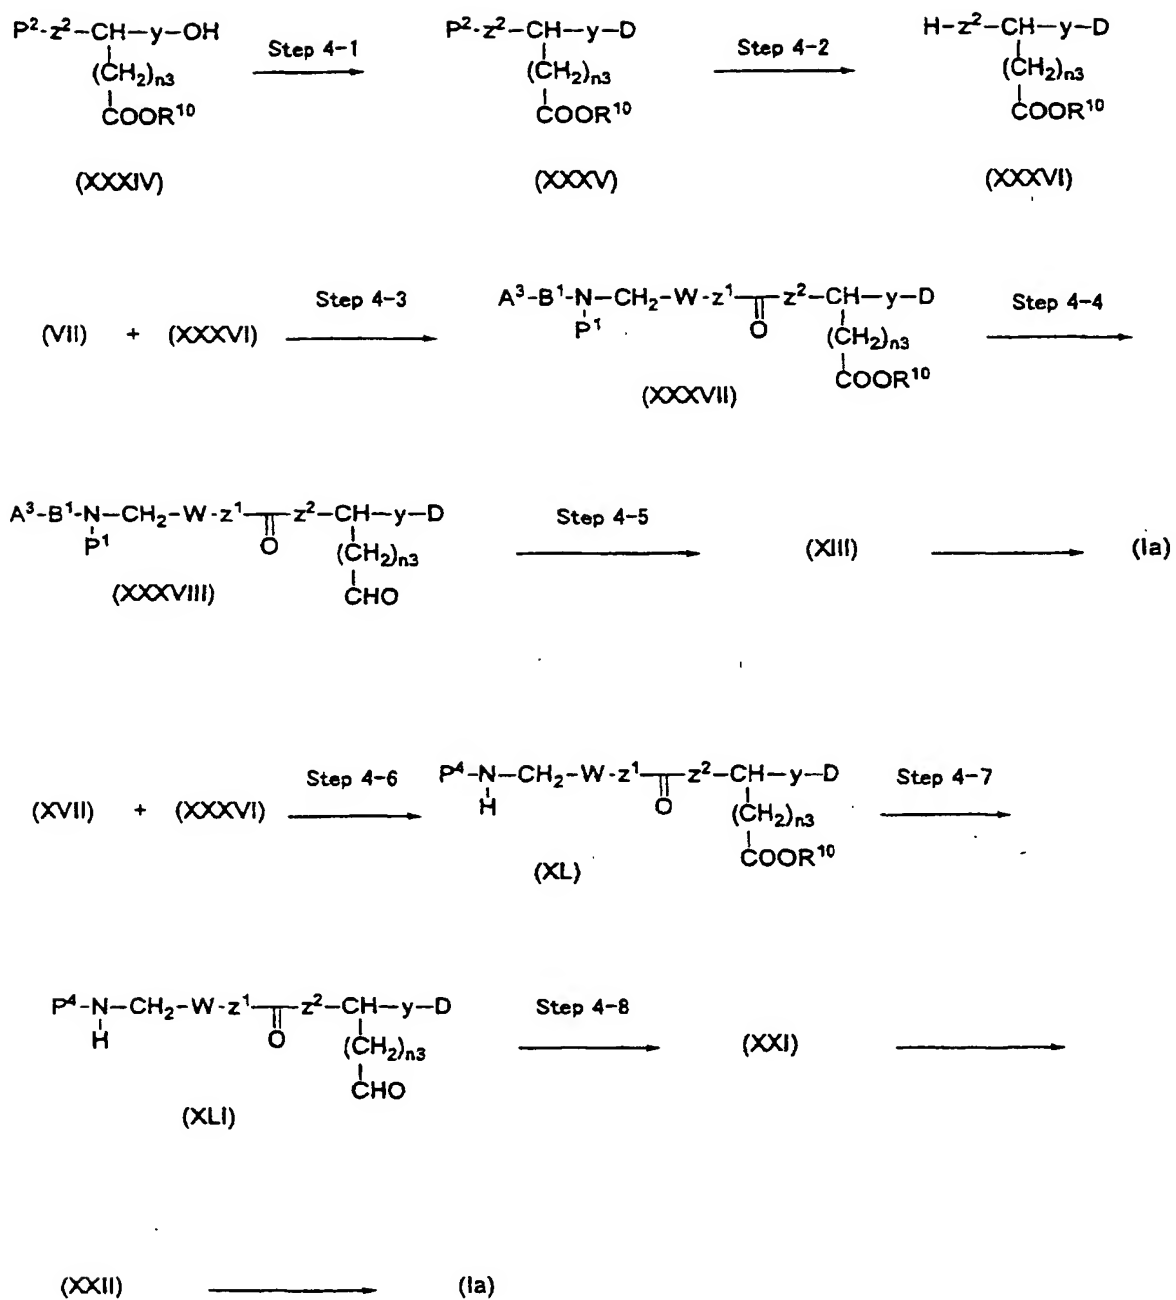 P²-z²-CH-y-OH Step 4-1 P²-z²-CH-y-D Step 4-2 H-z²-CH-y-D
(CH₂)n3 (CH₂)n3 (CH₂)n3
COOR¹⁰ COOR¹⁰ COOR¹⁰
(XXXIV) (XXXV) (XXXVI)
(VII) + (XXXVI) Step 4-3 A³-B¹-N-CH₂-W-z¹ z²-CH-y-D Step 4-4
P¹ O (CH₂)n3
COOR¹⁰
(XXXVII)
A³-B¹-N-CH₂-W-z¹ z²-CH-y-D Step 4-5 (XIII) (Ia)
P¹ O (CH₂)n3
CHO
(XXXVIII)
(XVII) + (XXXVI) Step 4-6 P⁴-N-CH₂-W-z¹ z²-CH-y-D Step 4-7
H O (CH₂)n3
COOR¹⁰
(XL)
P⁴-N-CH₂-W-z¹ z²-CH-y-D Step 4-8 (XXI)
H O (CH₂)n3
CHO
(XLI)
(XXII) (Ia)